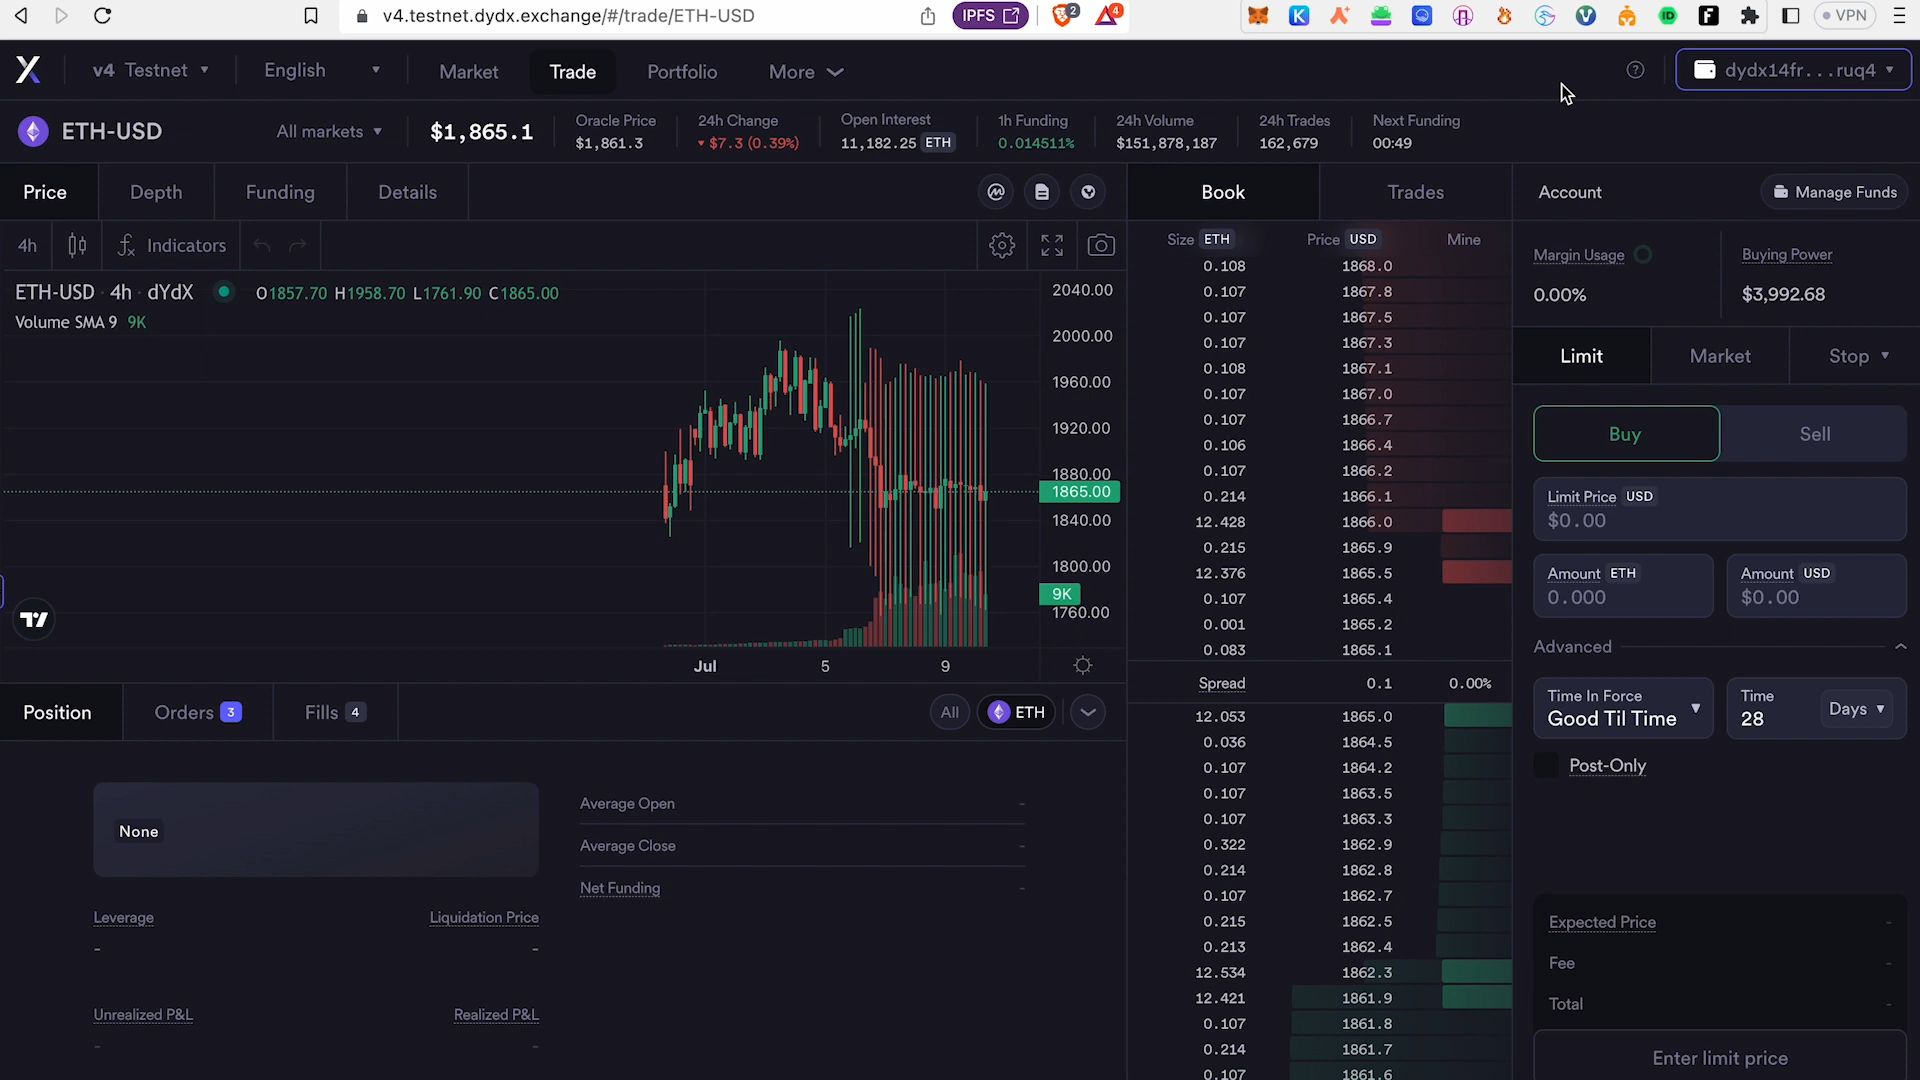 v4.testnet.dydx.exchange/#/trade/ETH-USD
IPFS
2
4
VPN
v4 Testnet
English
Market
Trade
Portfolio
More
dydx14fr...ruq4
ETH-USD
All markets
$1,865.1
Oracle Price
$1,861.3
24h Change
$7.3 (0.39%)
Open Interest
11,182.25 ETH
1h Funding
0.014511%
24h Volume
$151,878,187
24h Trades
162,679
Next Funding
00:49
Price
Depth
Funding
Details
4h
Indicators
ETH-USD · 4h · dYdX
O1857.70 H1958.70 L1761.90 C1865.00
Volume SMA 9 9K
2040.00
2000.00
1960.00
1920.00
1880.00
1865.00
1840.00
1800.00
9K
1760.00
Jul
5
9
Position
Orders 3
Fills 4
All
ETH
None
Leverage
-
Liquidation Price
-
Unrealized P&L
-
Realized P&L
-
Average Open -
Average Close -
Net Funding -
Book
Trades
Size ETH Price USD Mine
0.108 1868.0
0.107 1867.8
0.107 1867.5
0.107 1867.3
0.108 1867.1
0.107 1867.0
0.107 1866.7
0.106 1866.4
0.107 1866.2
0.214 1866.1
12.428 1866.0
0.215 1865.9
12.376 1865.5
0.107 1865.4
0.001 1865.2
0.083 1865.1
Spread 0.1 0.00%
12.053 1865.0
0.036 1864.5
0.107 1864.2
0.107 1863.5
0.107 1863.3
0.322 1862.9
0.214 1862.8
0.107 1862.7
0.215 1862.5
0.213 1862.4
12.534 1862.3
12.421 1861.9
0.107 1861.8
0.214 1861.7
0.107 1861.6
Account
Manage Funds
Margin Usage
0.00%
Buying Power
$3,992.68
Limit
Market
Stop
Buy
Sell
Limit Price USD
$0.00
Amount ETH
0.000
Amount USD
$0.00
Advanced
Time In Force
Good Til Time
Time
28
Days
Post-Only
Expected Price -
Fee -
Total -
Enter limit price